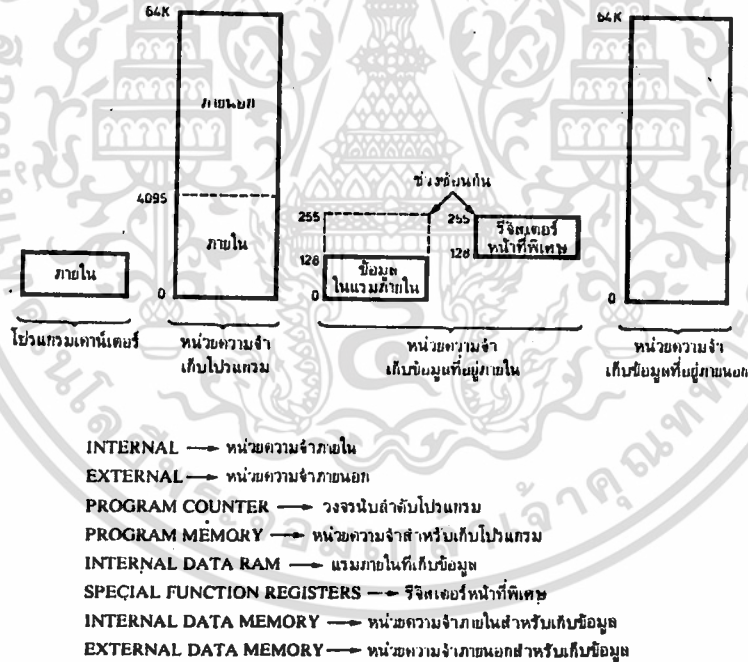 64K
ภายนอก
4095
ภายใน
0
ภายใน
โปรแกรมเคาน์เตอร์
หน่วยความจำ
เก็บโปรแกรม
ช่วงซ้อนกัน
255
128
0
ข้อมูล
ในแรมภายใน
255
128
รีจิสเตอร์
หน้าที่พิเศษ
หน่วยความจำ
เก็บข้อมูลที่อยู่ภายใน
64K
0
หน่วยความจำ
เก็บข้อมูลที่อยู่ภายนอก
INTERNAL → หน่วยความจำภายใน
EXTERNAL → หน่วยความจำภายนอก
PROGRAM COUNTER → วงจรนับลำดับโปรแกรม
PROGRAM MEMORY → หน่วยความจำสำหรับเก็บโปรแกรม
INTERNAL DATA RAM → แรมภายในที่เก็บข้อมูล
SPECIAL FUNCTION REGISTERS → รีจิสเตอร์หน้าที่พิเศษ
INTERNAL DATA MEMORY → หน่วยความจำภายในสำหรับเก็บข้อมูล
EXTERNAL DATA MEMORY → หน่วยความจำภายนอกสำหรับเก็บข้อมูล